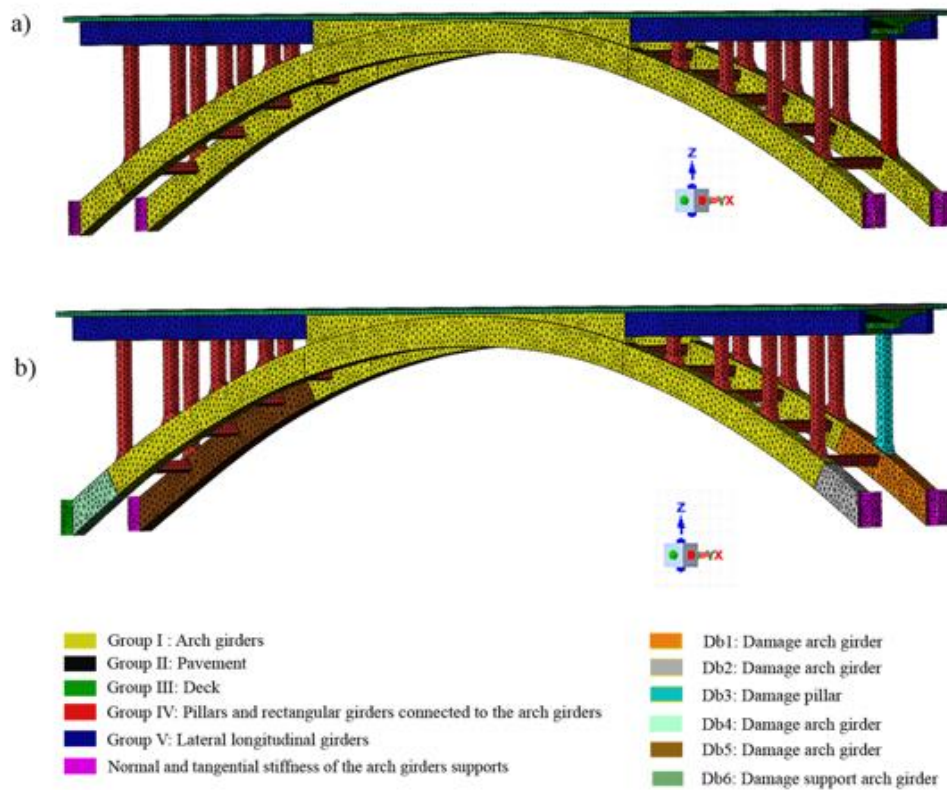 a)
Z
YX
b)
Z
YX
Group I : Arch girders
Group II: Pavement
Group III: Deck
Group IV: Pillars and rectangular girders connected to the arch girders
Group V: Lateral longitudinal girders
Normal and tangential stiffness of the arch girders supports
Db1: Damage arch girder
Db2: Damage arch girder
Db3: Damage pillar
Db4: Damage arch girder
Db5: Damage arch girder
Db6: Damage support arch girder